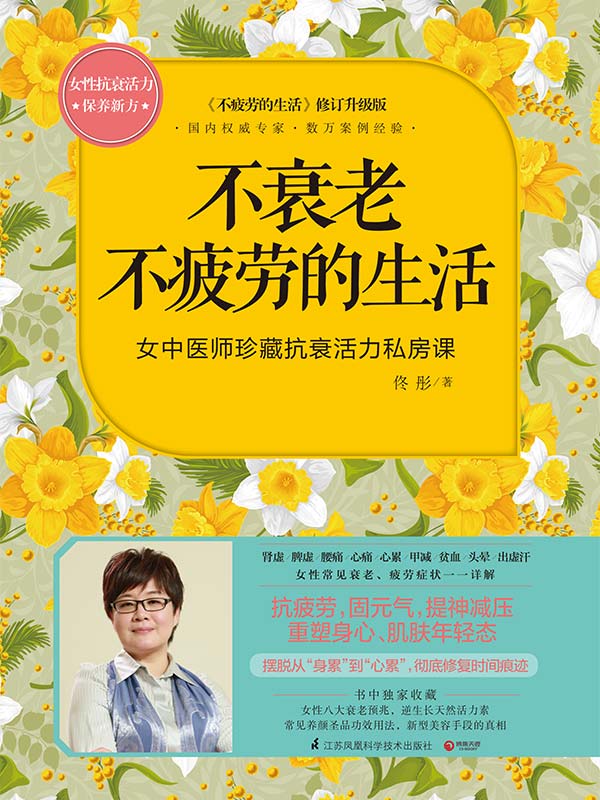 女性抗衰活力
★保养新方★
《不疲劳的生活》修订升级版
·国内权威专家·数万案例经验·
不衰老
不疲劳的生活
女中医师珍藏抗衰活力私房课
佟彤/著
肾虚/脾虚/腰痛/心痛/心累/甲减/贫血/头晕/出虚汗
女性常见衰老、疲劳症状一一详解
抗疲劳,固元气,提神减压
重塑身心、肌肤年轻态
摆脱从“身累”到“心累”,彻底修复时间痕迹
书中独家收藏
女性八大衰老预兆,逆生长天然活力素
常见养颜圣品功效用法,新型美容手段的真相
江苏凤凰科学技术出版社 博集天卷